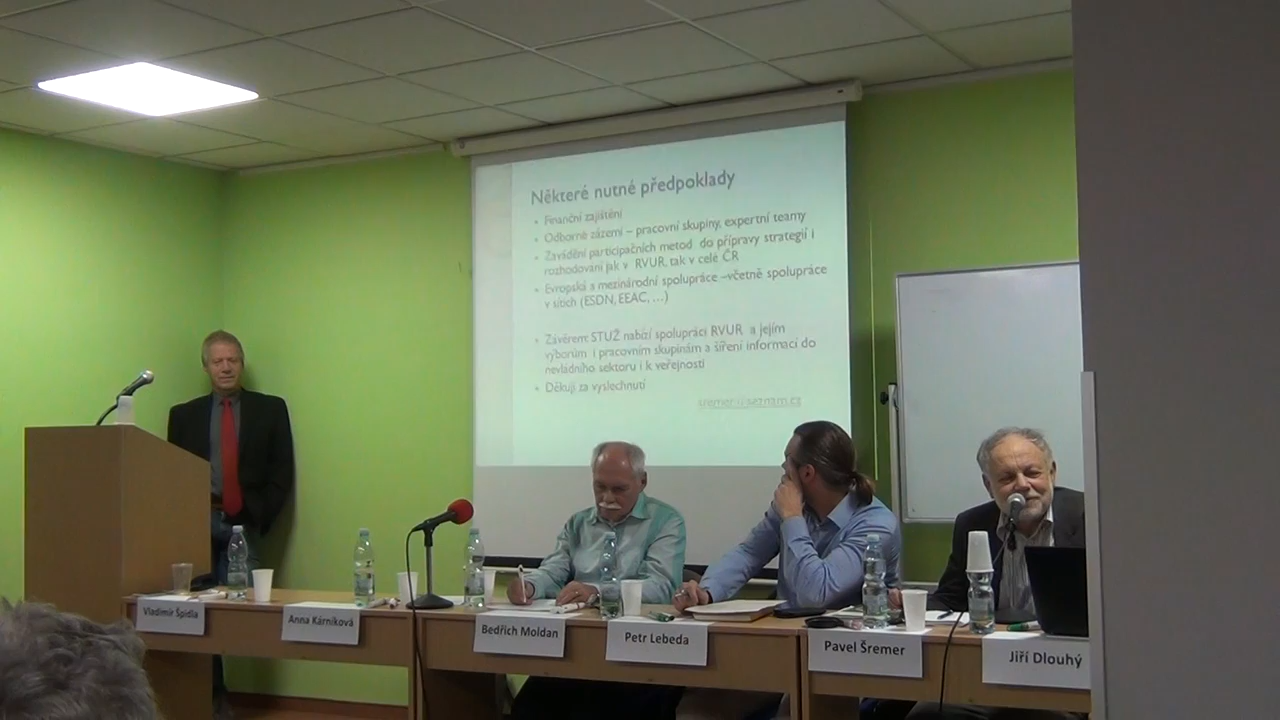 Některé nutné předpoklady
• Finanční zajištění
• Odborné zázemí – pracovní skupiny, expertní teamy
• Zavádění participačních metod do přípravy strategií i
rozhodování jak v RVUR, tak v celé ČR
• Evropská a mezinárodní spolupráce –včetně spolupráce
v sítích (ESDN, EEAC, ...)
• Závěrem: STUŽ nabízí spolupráci RVUR a jejím
výborům i pracovním skupinám a šíření informací do
nevládního sektoru i k veřejnosti
• Děkuji za vyslechnutí
Vladimír Špidla
Anna Kárníková
Bedřich Moldan
Petr Lebeda
Pavel Šremer
Jiří Dlouhý